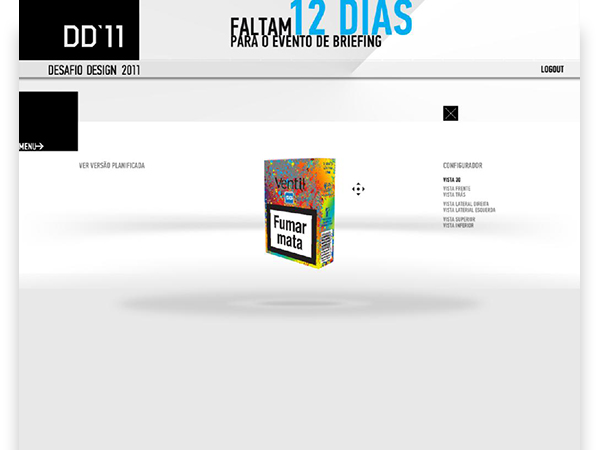 DD'11
FALTAM 12 DIAS
PARA O EVENTO DE BRIEFING
DESAFIO DESIGN 2011
LOGOUT
MENU→
VER VERSÃO PLANIFICADA
CONFIGURADOR
VISTA 3D
VISTA FRENTE
VISTA TRÁS
VISTA LATERAL DIREITA
VISTA LATERIAL ESQUERDA
VISTA SUPERIOR
VISTA INFERIOR
Ventil
Fumar
mata